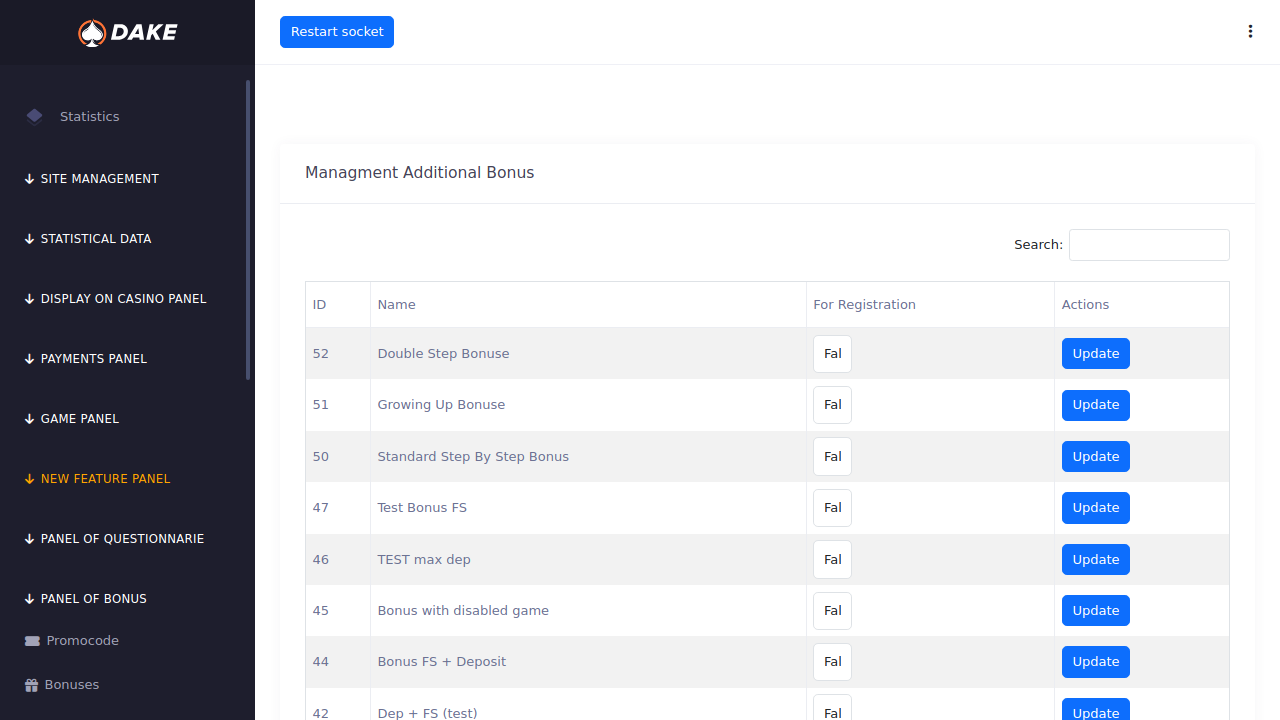 DAKE
Restart socket
Statistics
SITE MANAGEMENT
STATISTICAL DATA
DISPLAY ON CASINO PANEL
PAYMENTS PANEL
GAME PANEL
NEW FEATURE PANEL
PANEL OF QUESTIONNARIE
PANEL OF BONUS
Promocode
Bonuses
Managment Additional Bonus
Search:
ID Name For Registration Actions
52 Double Step Bonuse Fal Update
51 Growing Up Bonuse Fal Update
50 Standard Step By Step Bonus Fal Update
47 Test Bonus FS Fal Update
46 TEST max dep Fal Update
45 Bonus with disabled game Fal Update
44 Bonus FS + Deposit Fal Update
42 Dep + FS (test) Fal Update